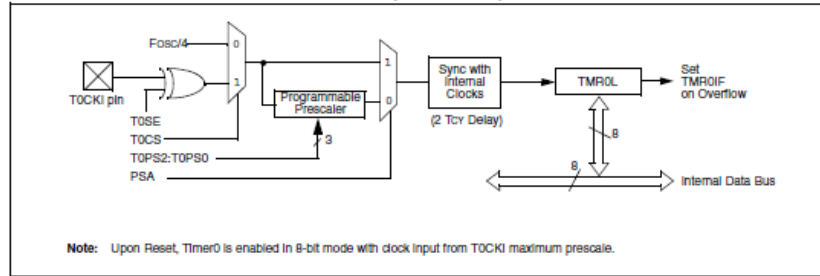 FOSC/4
0
1
T0CKI pin
T0SE
T0CS
T0PS2:T0PS0
PSA
Programmable
Prescaler
3
1
0
Sync with
Internal
Clocks
(2 TCY Delay)
TMR0L
Set
TMR0IF
on Overflow
8
8
Internal Data Bus
Note: Upon Reset, Timer0 is enabled in 8-bit mode with clock input from T0CKI maximum prescale.